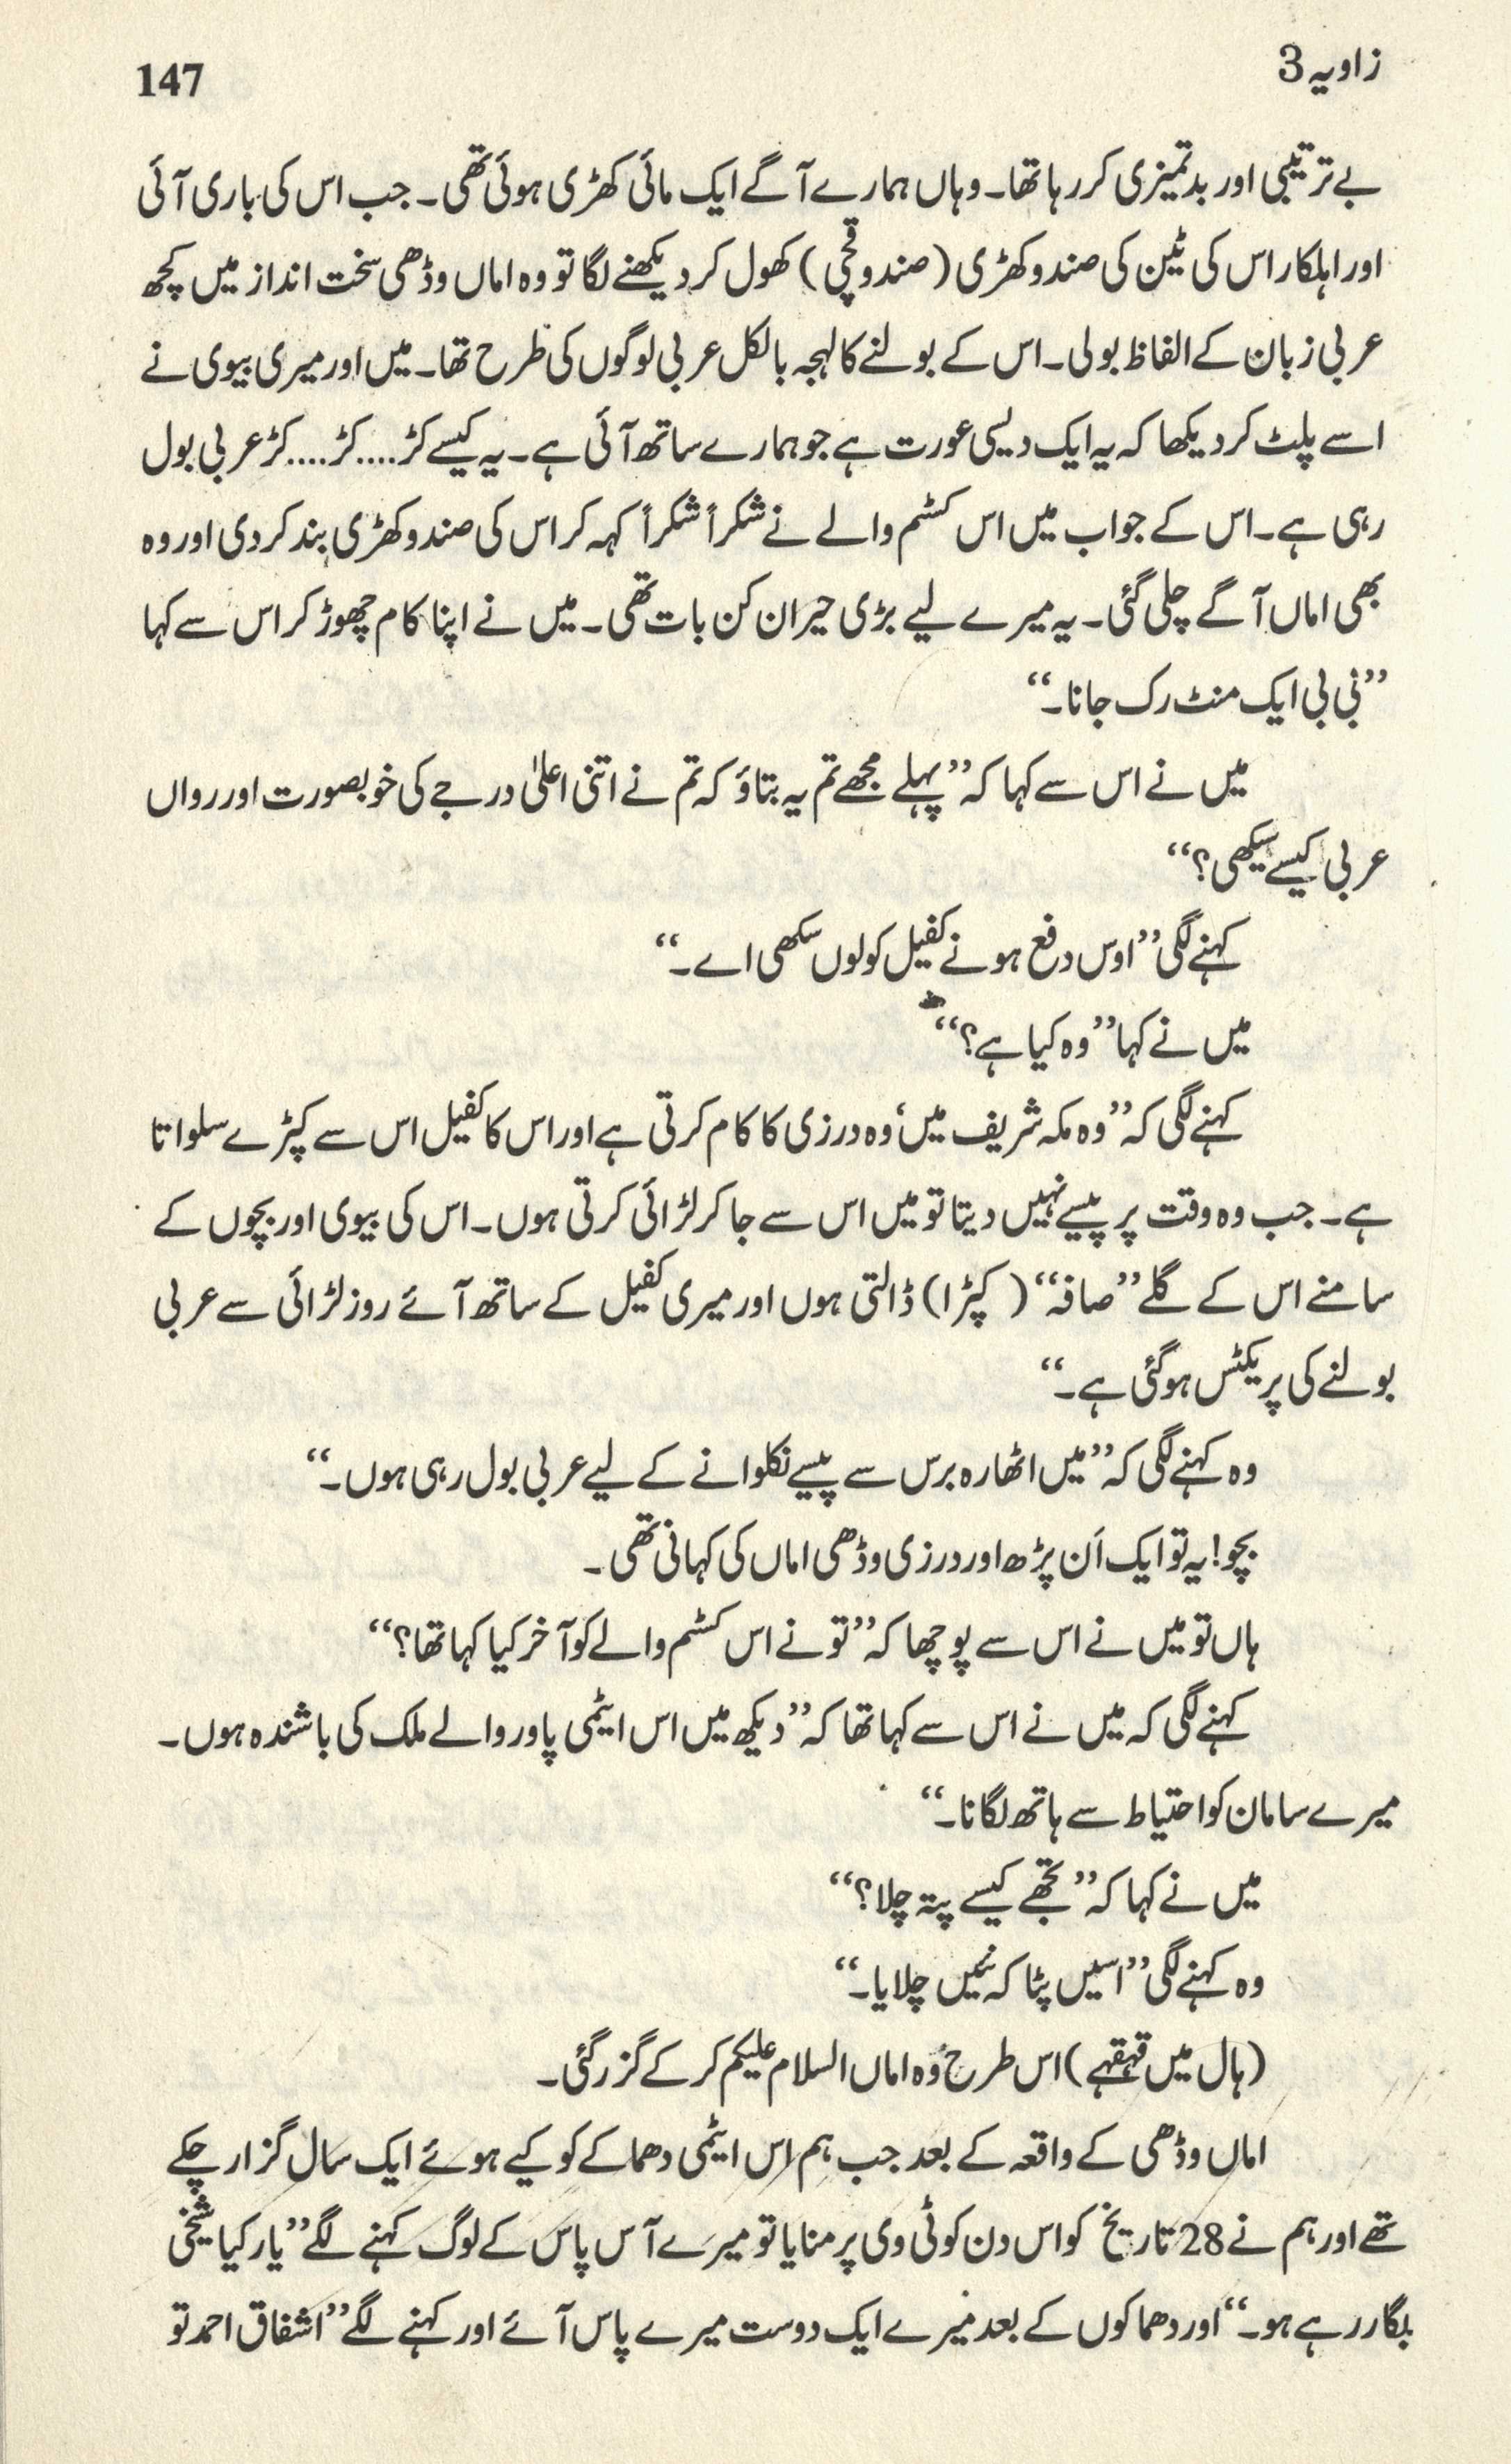 زاویہ 3
147
بے ترتیبی اور بدتمیزی کر رہا تھا۔ وہاں ہمارے آگے ایک مائی کھڑی ہوئی تھی۔ جب اس کی باری آئی
اور اہلکار اس کی ٹین کی صندوکھڑی (صندوقچی) کھول کر دیکھنے لگا تو وہ اماں وڈھی سخت انداز میں کچھ
عربی زبان کے الفاظ بولی۔ اس کے بولنے کا لہجہ بالکل عربی لوگوں کی طرح تھا۔ میں اور میری بیوی نے
اسے پلٹ کر دیکھا کہ یہ ایک دیسی عورت ہے جو ہمارے ساتھ آئی ہے۔ یہ کیسے کڑ....کڑ....کڑ عربی بول
رہی ہے۔ اس کے جواب میں اس کسٹم والے نے شکراً شکراً کہہ کر اس کی صندوکھڑی بند کر دی اور وہ
بھی اماں آگے چلی گئی۔ یہ میرے لیے بڑی حیران کن بات تھی۔ میں نے اپنا کام چھوڑ کر اس سے کہا
”نی بی ایک منٹ رک جانا۔“
میں نے اس سے کہا کہ ”پہلے مجھے تم یہ بتاؤ کہ تم نے اتنی اعلیٰ درجے کی خوبصورت اور رواں
عربی کیسے سیکھی؟“
کہنے لگی ”اوس دفع ہونے کفیل کولوں سکھی اے۔“
میں نے کہا ”وہ کیا ہے؟“
کہنے لگی کہ ”وہ مکہ شریف میں‘ وہ درزی کا کام کرتی ہے اور اس کا کفیل اس سے کپڑے سلواتا
ہے۔ جب وہ وقت پر پیسے نہیں دیتا تو میں اس سے جا کر لڑائی کرتی ہوں۔ اس کی بیوی اور بچوں کے
سامنے اس کے گلے ”صافہ“ (کپڑا) ڈالتی ہوں اور میری کفیل کے ساتھ آئے روز لڑائی سے عربی
بولنے کی پریکٹس ہو گئی ہے۔“
وہ کہنے لگی کہ ”میں اٹھارہ برس سے پیسے نکلوانے کے لیے عربی بول رہی ہوں۔“
بچو! یہ تو ایک اَن پڑھ اور درزی وڈھی اماں کی کہانی تھی۔
ہاں تو میں نے اس سے پوچھا کہ ”تو نے اس کسٹم والے کو آخر کیا کہا تھا؟“
کہنے لگی کہ میں نے اس سے کہا تھا کہ ”دیکھ میں اس ایٹمی پاور والے ملک کی باشندہ ہوں۔
میرے سامان کو احتیاط سے ہاتھ لگانا۔“
میں نے کہا کہ ”تجھے کیسے پتہ چلا؟“
وہ کہنے لگی ”اسیں پٹاکہ نئیں چلایا۔“
(ہال میں قہقہے) اس طرح وہ اماں السلام علیکم کر کے گزر گئی۔
اماں وڈھی کے واقعہ کے بعد جب ہم اس ایٹمی دھماکے کو کیے ہوئے ایک سال گزار چکے
تھے اور ہم نے 28 تاریخ کو اس دن کو ٹی وی پر منایا تو میرے آس پاس کے لوگ کہنے لگے ”یار کیا شیخی
بگار رہے ہو۔“ اور دھماکوں کے بعد میرے ایک دوست میرے پاس آئے اور کہنے لگے ”اشفاق احمد تو